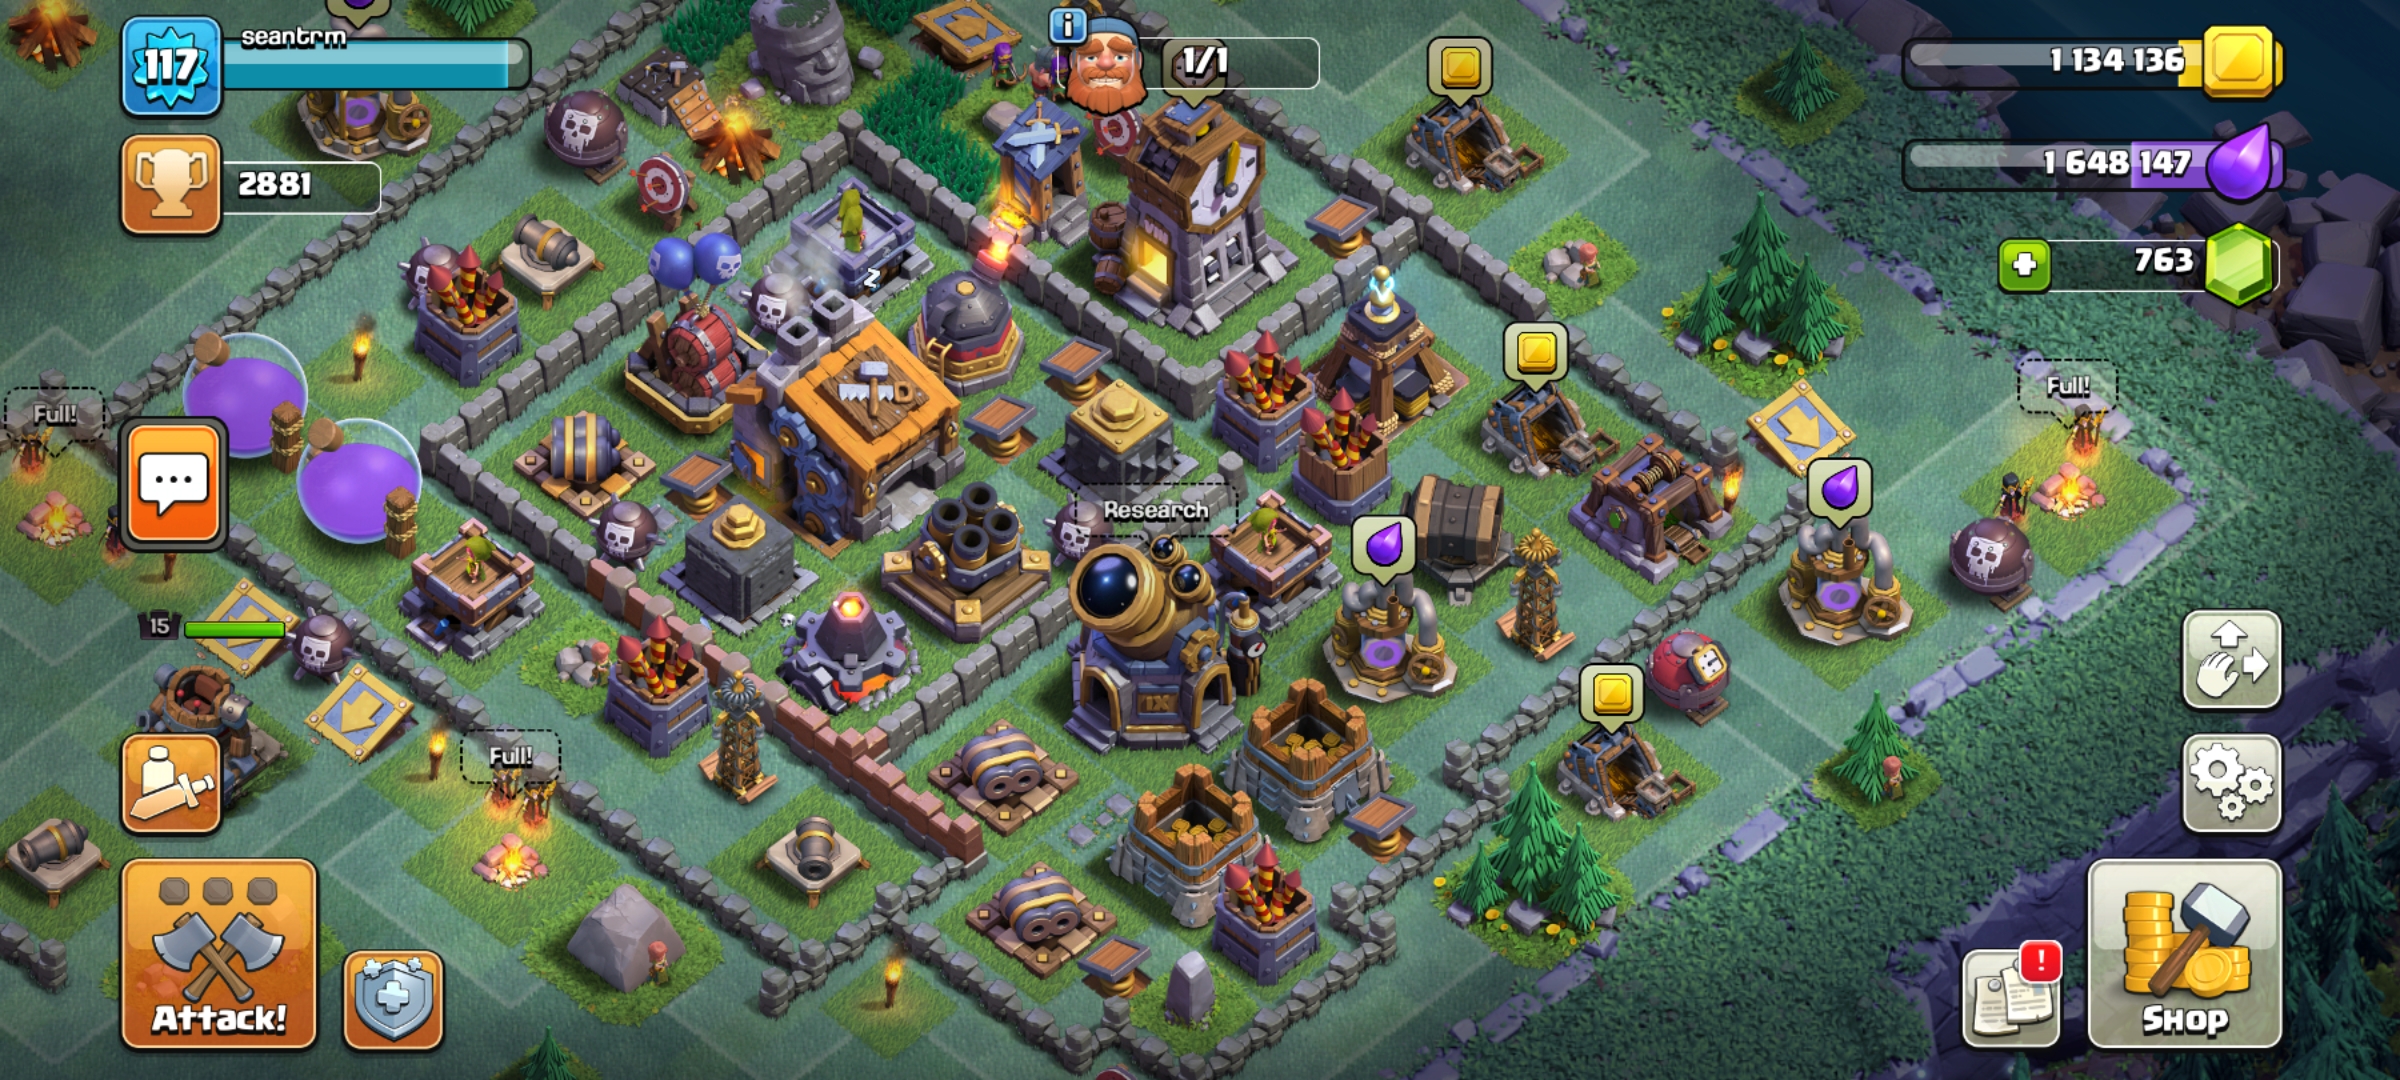 seantrm
117
1/1
1 134 136
2881
1 648 147
763
Full!
Full!
Research
15
Full!
IX
Attack!
Shop
!